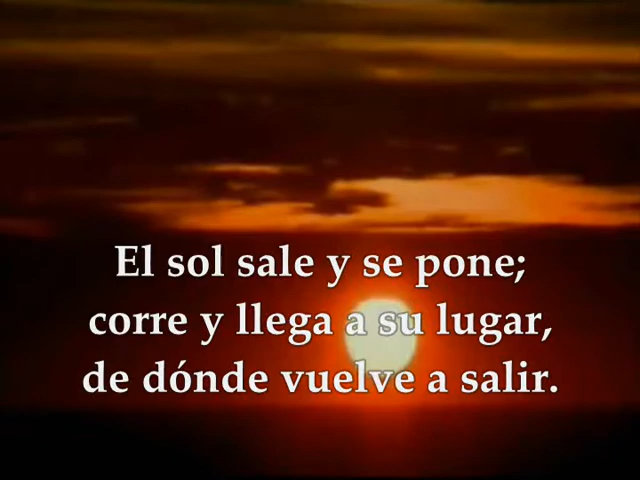 El sol sale y se pone;
corre y llega a su lugar,
de dónde vuelve a salir.